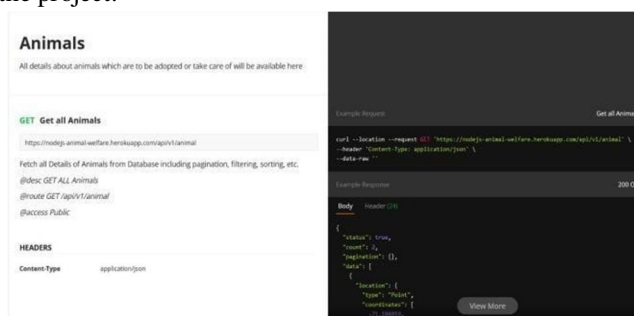 the project.
Animals
All details about animals which are to be adopted or take care of will be available here
GET Get all Animals
https://nodejs-animal-welfare.herokuapp.com/api/v1/animal
Fetch all Details of Animals from Database including pagination, filtering, sorting, etc.
@desc GET ALL Animals
@route GET /api/v1/animal
@access Public
HEADERS
Content-Type application/json
Example Request Get all Anima
curl --location --request GET 'https://nodejs-animal-welfare.herokuapp.com/api/v1/animal' \
--header 'Content-Type: application/json' \
--data-raw ''
Example Response 200 O
Body Header (24)
{
"status": true,
"count": 2,
"pagination": {},
"data": [
{
"location": {
"type": "Point",
"coordinates": [
View More